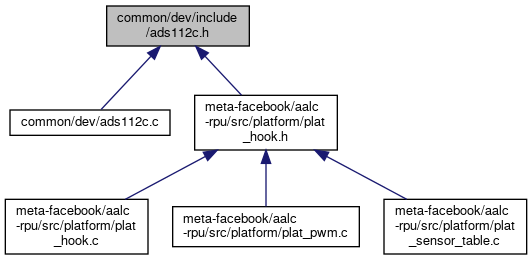 common/dev/include
/ads112c.h
common/dev/ads112c.c
meta-facebook/aalc
-rpu/src/platform/plat
_hook.h
meta-facebook/aalc
-rpu/src/platform/plat
_hook.c
meta-facebook/aalc
-rpu/src/platform/plat_pwm.c
meta-facebook/aalc
-rpu/src/platform/plat
_sensor_table.c